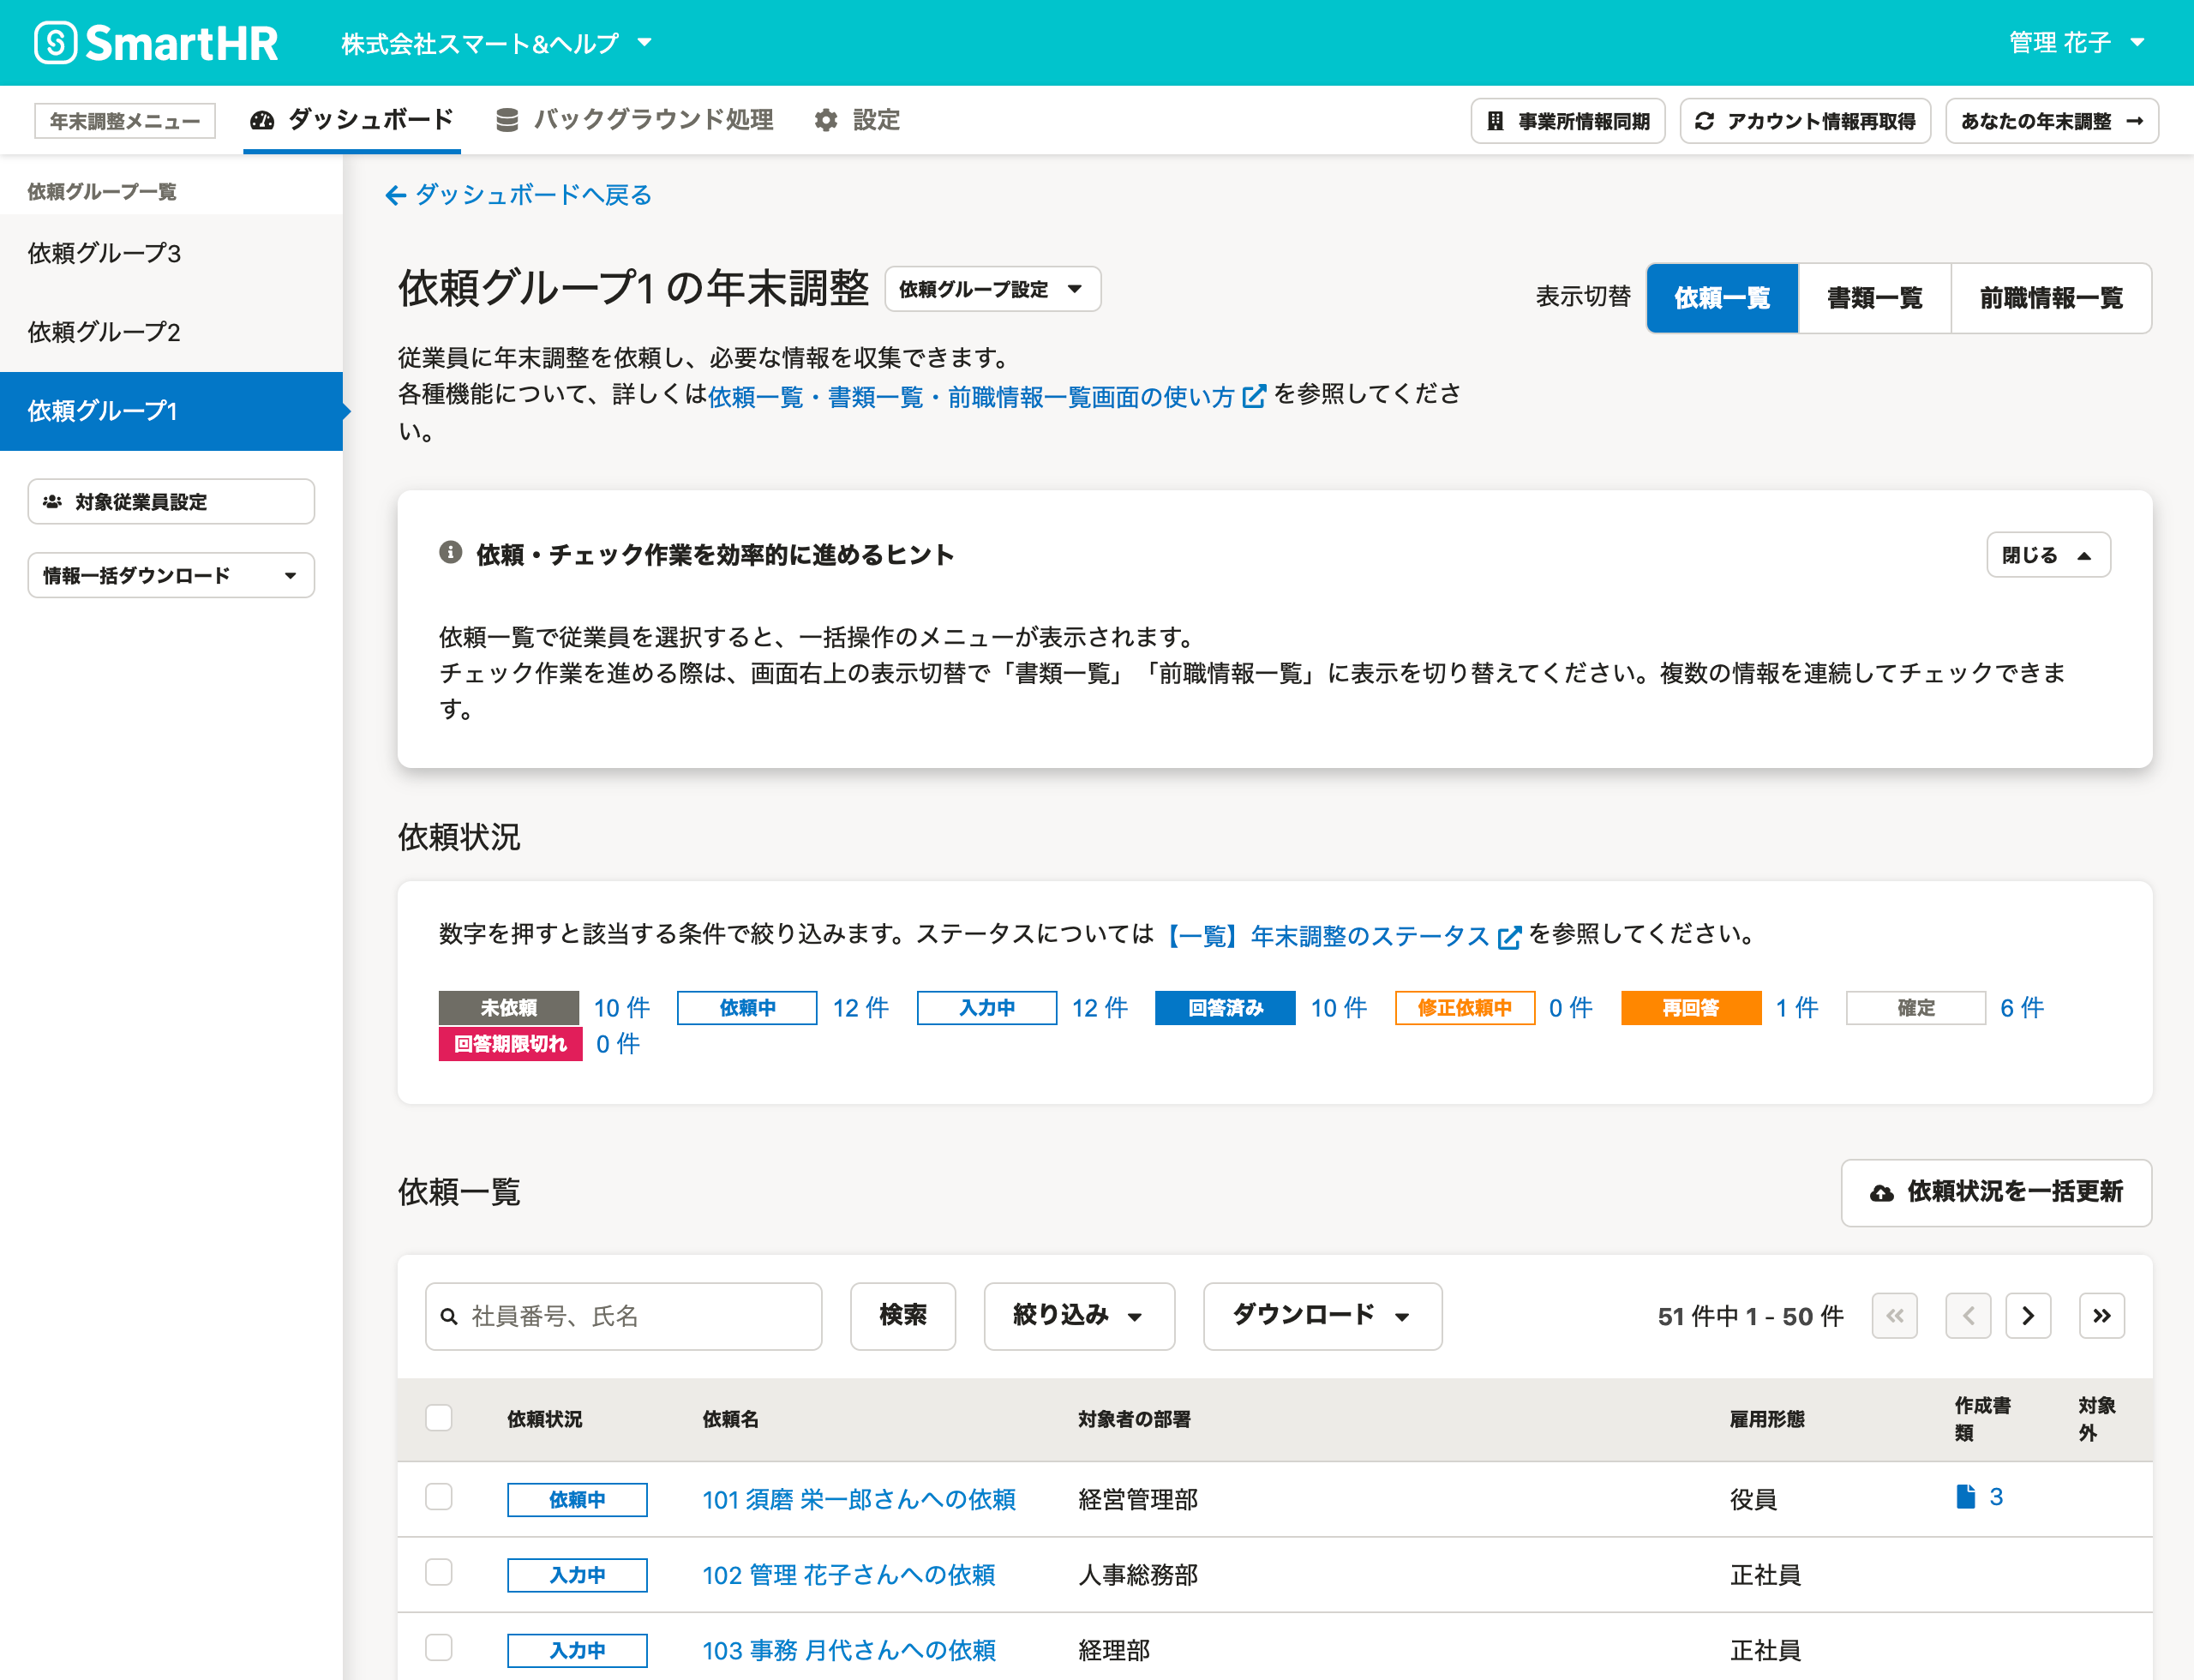 SmartHR 株式会社スマート&ヘルプ 管理 花子
年末調整メニュー ダッシュボード バックグラウンド処理 設定 事業所情報同期 アカウント情報再取得 あなたの年末調整
依頼グループ一覧
依頼グループ3
依頼グループ2
依頼グループ1
対象従業員設定
情報一括ダウンロード
ダッシュボードへ戻る
依頼グループ1 の年末調整 依頼グループ設定 表示切替 依頼一覧 書類一覧 前職情報一覧
従業員に年末調整を依頼し、必要な情報を収集できます。
各種機能について、詳しくは依頼一覧・書類一覧・前職情報一覧画面の使い方 を参照してくださ
い。
依頼・チェック作業を効率的に進めるヒント 閉じる
依頼一覧で従業員を選択すると、一括操作のメニューが表示されます。
チェック作業を進める際は、画面右上の表示切替で「書類一覧」「前職情報一覧」に表示を切り替えてください。複数の情報を連続してチェックできま
す。
依頼状況
数字を押すと該当する条件で絞り込みます。ステータスについては【一覧】年末調整のステータス を参照してください。
未依頼 10 件 依頼中 12 件 入力中 12 件 回答済み 10 件 修正依頼中 0 件 再回答 1 件 確定 6 件
回答期限切れ 0 件
依頼一覧 依頼状況を一括更新
社員番号、氏名 検索 絞り込み ダウンロード 51 件中 1 - 50 件
依頼状況 依頼名 対象者の部署 雇用形態 作成書類 対象外
依頼中 101 須磨 栄一郎さんへの依頼 経営管理部 役員 3
入力中 102 管理 花子さんへの依頼 人事総務部 正社員
入力中 103 事務 月代さんへの依頼 経理部 正社員